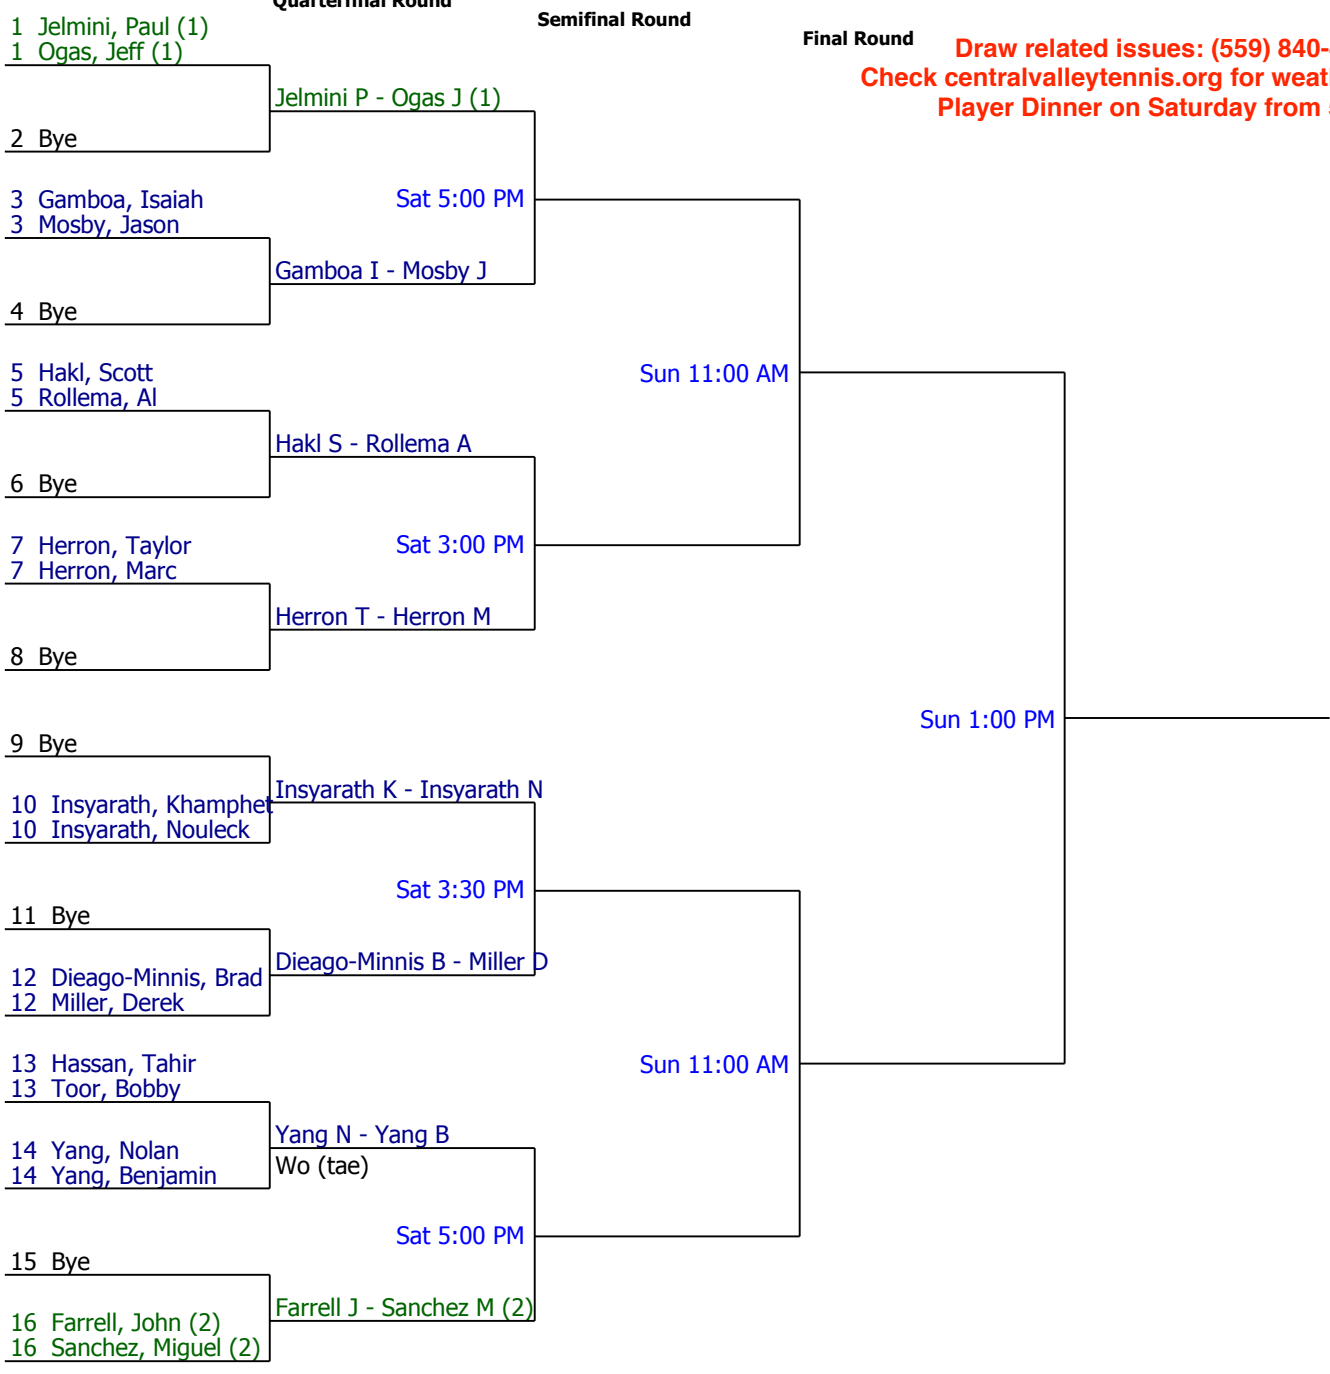 Quarterfinal Round
Semifinal Round
Final Round
Draw related issues: (559) 840-
Check centralvalleytennis.org for
Player Dinner on Saturday from
1 Jelmini, Paul (1)
1 Ogas, Jeff (1)
Jelmini P - Ogas J (1)
2 Bye
Sat 5:00 PM
3 Gamboa, Isaiah
3 Mosby, Jason
Gamboa I - Mosby J
4 Bye
Sun 11:00 AM
5 Hakl, Scott
5 Rollema, Al
Hakl S - Rollema A
6 Bye
Sat 3:00 PM
7 Herron, Taylor
7 Herron, Marc
Herron T - Herron M
8 Bye
Sun 1:00 PM
9 Bye
Insyarath K - Insyarath N
10 Insyarath, Khamphet
10 Insyarath, Nouleck
Sat 3:30 PM
11 Bye
Dieago-Minnis B - Miller D
12 Dieago-Minnis, Brad
12 Miller, Derek
Sun 11:00 AM
13 Hassan, Tahir
13 Toor, Bobby
Yang N - Yang B
Wo (tae)
14 Yang, Nolan
14 Yang, Benjamin
Sat 5:00 PM
15 Bye
Farrell J - Sanchez M (2)
16 Farrell, John (2)
16 Sanchez, Miguel (2)